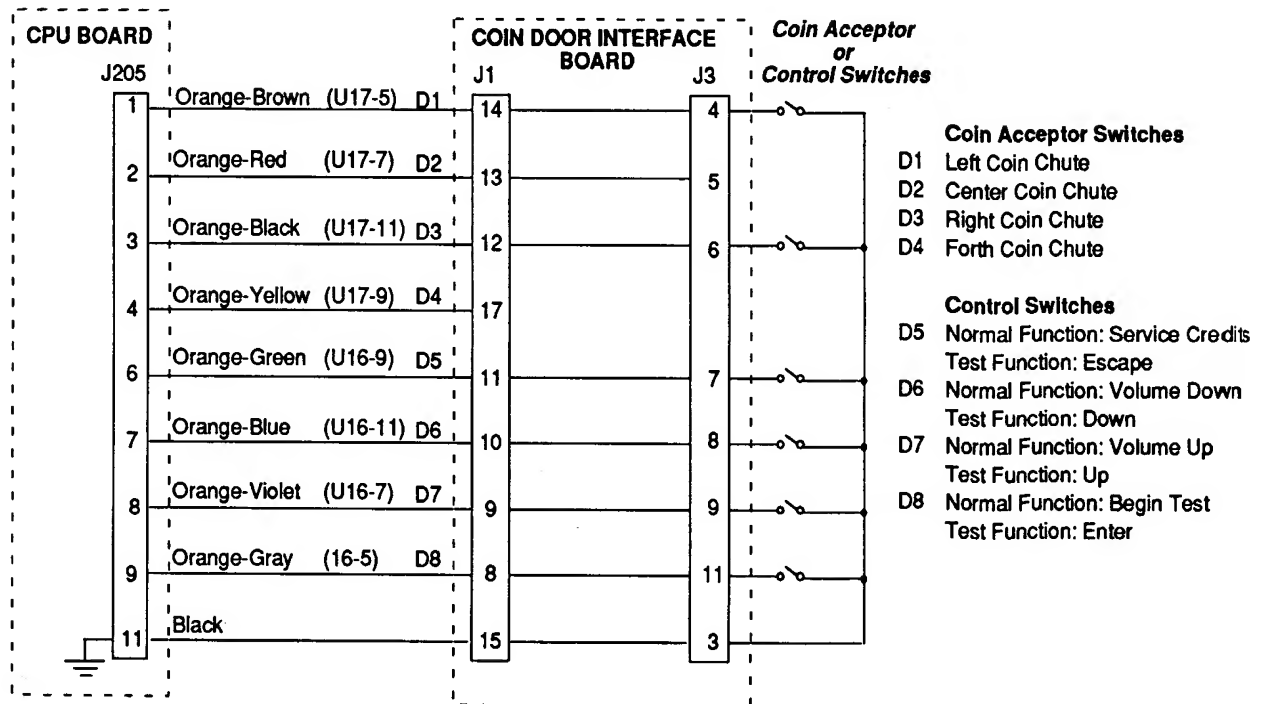 CPU BOARD
J205
COIN DOOR INTERFACE
BOARD
J1
J3
Coin Acceptor
or
Control Switches
1 Orange-Brown (U17-5) D1 14 4
2 Orange-Red (U17-7) D2 13 5
3 Orange-Black (U17-11) D3 12 6
4 Orange-Yellow (U17-9) D4 17
6 Orange-Green (U16-9) D5 11 7
7 Orange-Blue (U16-11) D6 10 8
8 Orange-Violet (U16-7) D7 9 9
9 Orange-Gray (16-5) D8 8 11
11 Black 15 3
Coin Acceptor Switches
D1 Left Coin Chute
D2 Center Coin Chute
D3 Right Coin Chute
D4 Forth Coin Chute
Control Switches
D5 Normal Function: Service Credits
Test Function: Escape
D6 Normal Function: Volume Down
Test Function: Down
D7 Normal Function: Volume Up
Test Function: Up
D8 Normal Function: Begin Test
Test Function: Enter